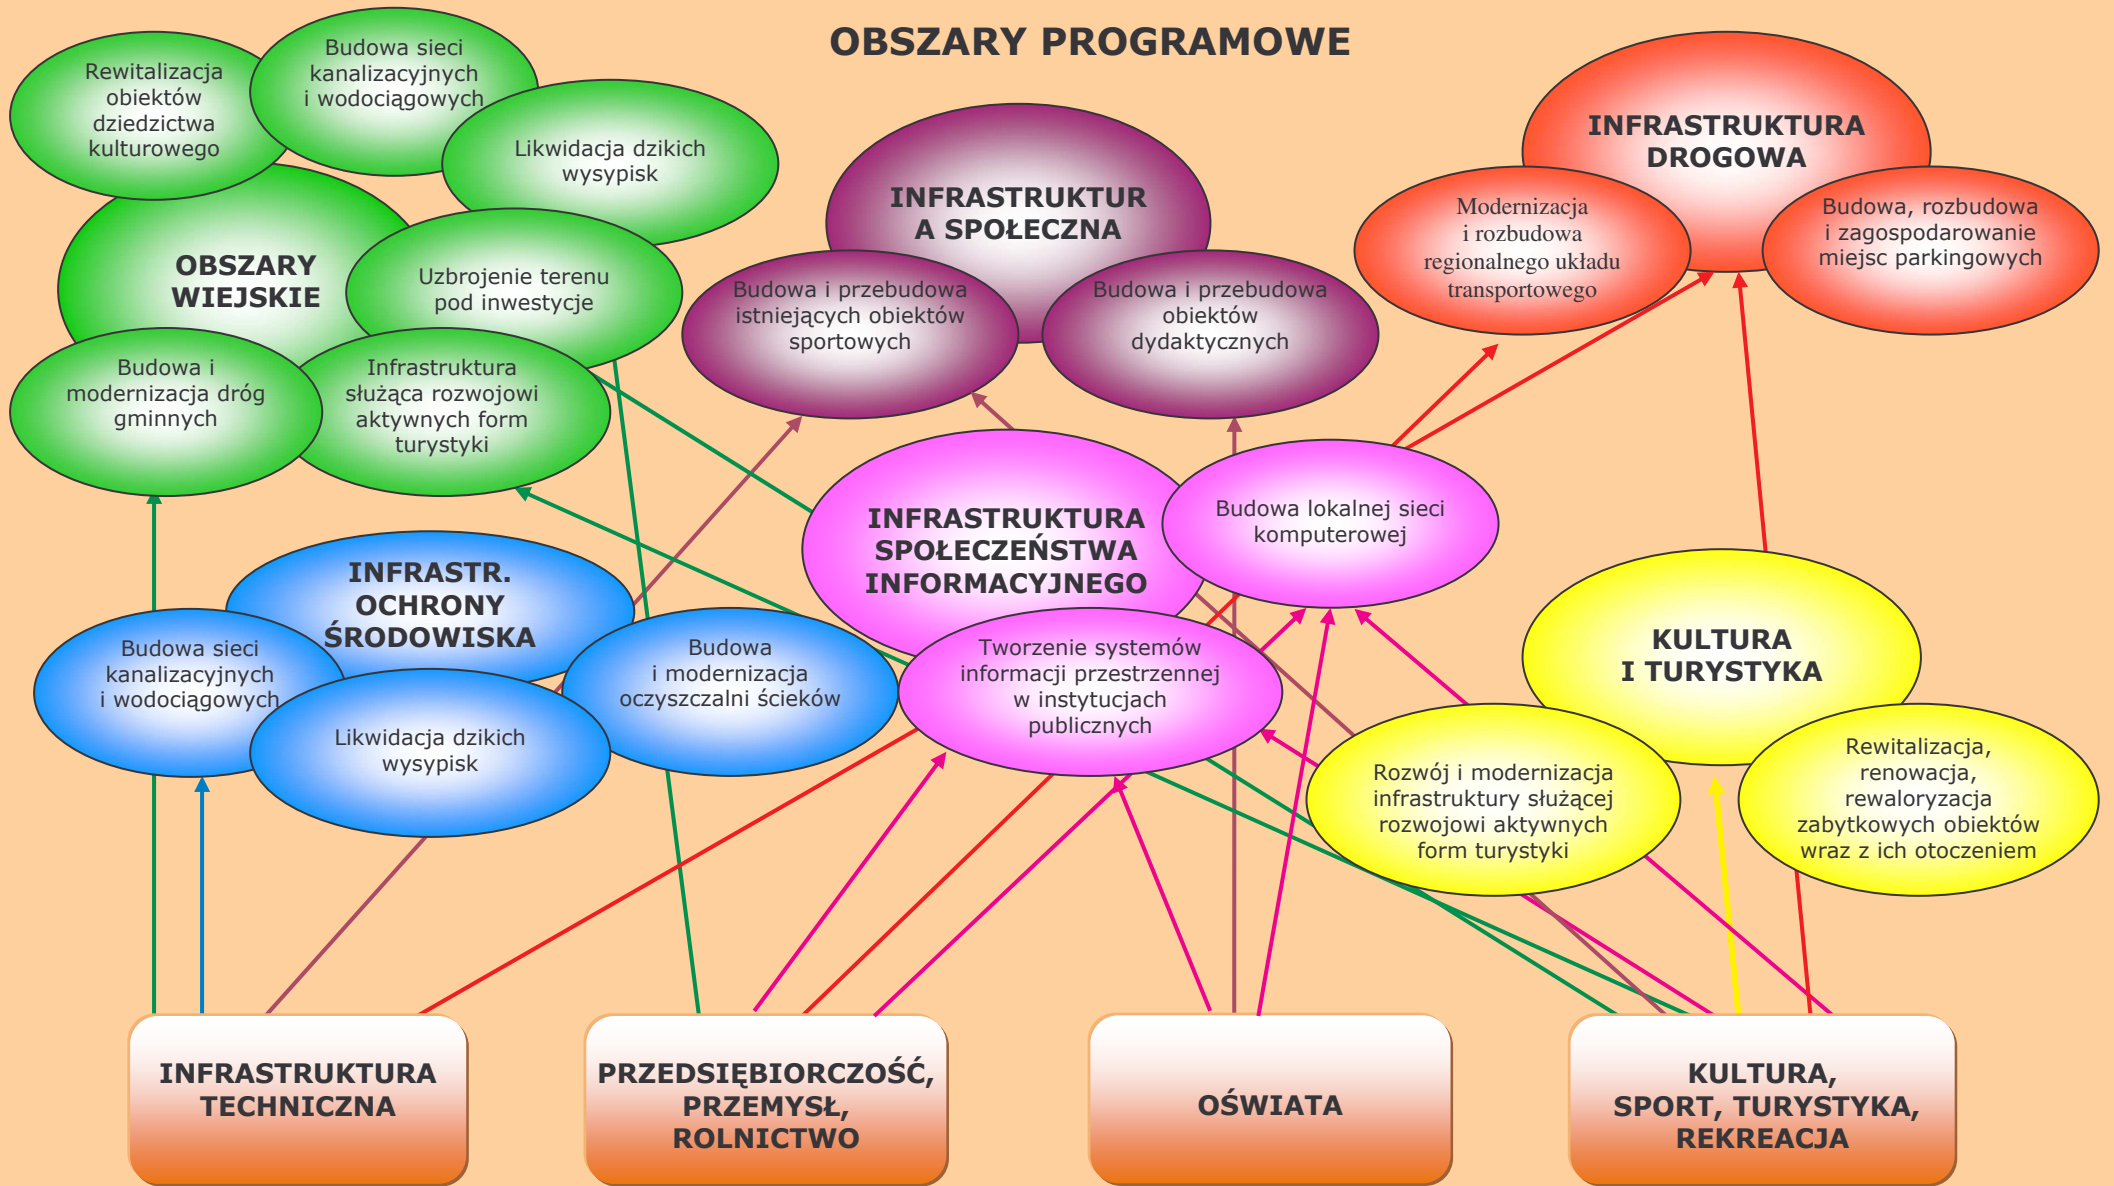 OBSZARY PROGRAMOWE
Rewitalizacja
obiektów
dziedzictwa
kulturowego
Budowa sieci
kanalizacyjnych
i wodociągowych
Likwidacja dzikich
wysypisk
OBSZARY
WIEJSKIE
Uzbrojenie terenu
pod inwestycje
Budowa i
modernizacja dróg
gminnych
Infrastruktura
służąca rozwojowi
aktywnych form
turystyki
INFRASTRUKTUR
A SPOŁECZNA
Budowa i przebudowa
istniejących obiektów
sportowych
Budowa i przebudowa
obiektów
dydaktycznych
INFRASTRUKTURA
DROGOWA
Modernizacja
i rozbudowa
regionalnego układu
transportowego
Budowa, rozbudowa
i zagospodarowanie
miejsc parkingowych
INFRASTR.
OCHRONY
ŚRODOWISKA
Budowa sieci
kanalizacyjnych
i wodociągowych
Likwidacja dzikich
wysypisk
Budowa
i modernizacja
oczyszczalni ścieków
INFRASTRUKTURA
SPOŁECZEŃSTWA
INFORMACYJNEGO
Budowa lokalnej sieci
komputerowej
Tworzenie systemów
informacji przestrzennej
w instytucjach
publicznych
KULTURA
I TURYSTYKA
Rozwój i modernizacja
infrastruktury służącej
rozwojowi aktywnych
form turystyki
Rewitalizacja,
renowacja,
rewaloryzacja
zabytkowych obiektów
wraz z ich otoczeniem
INFRASTRUKTURA
TECHNICZNA
PRZEDSIĘBIORCZOŚĆ,
PRZEMYSŁ,
ROLNICTWO
OŚWIATA
KULTURA,
SPORT, TURYSTYKA,
REKREACJA